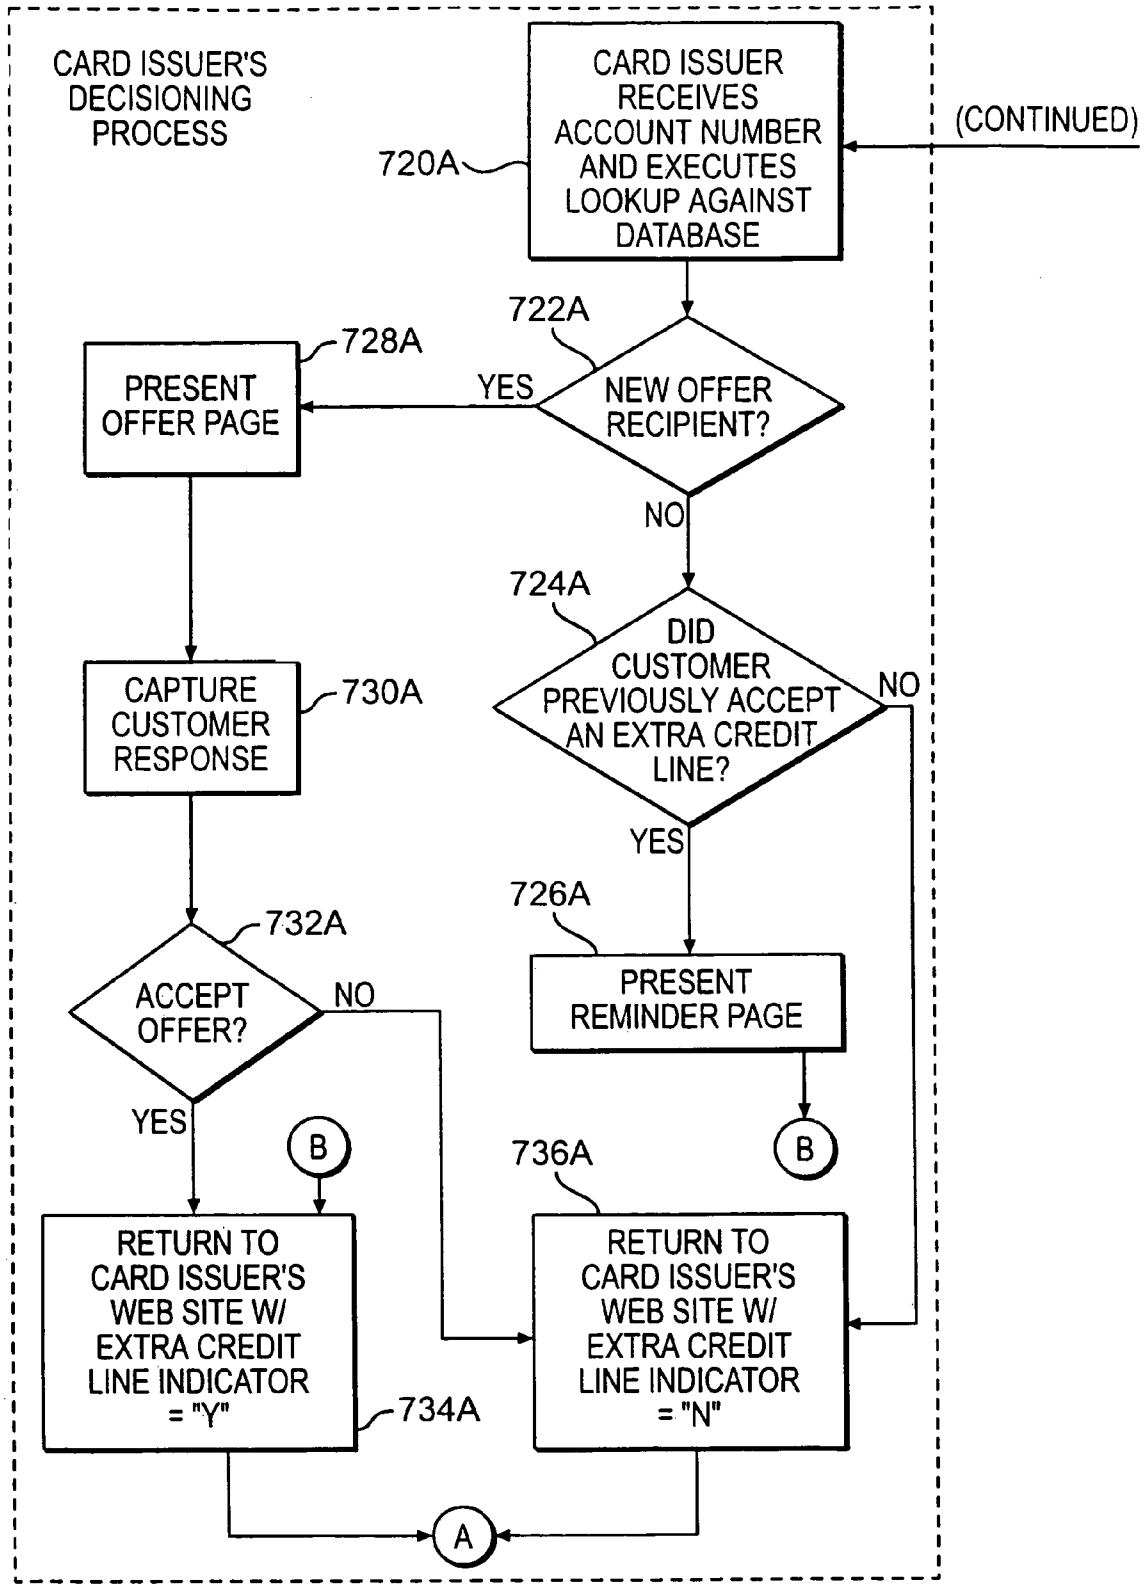 CARD ISSUER'S
DECISIONING
PROCESS
CARD ISSUER
RECEIVES
ACCOUNT NUMBER
AND EXECUTES
LOOKUP AGAINST
DATABASE
720A
(CONTINUED)
722A
NEW OFFER
RECIPIENT?
YES
NO
728A
PRESENT
OFFER PAGE
724A
DID
CUSTOMER
PREVIOUSLY ACCEPT
AN EXTRA CREDIT
LINE?
NO
YES
730A
CAPTURE
CUSTOMER
RESPONSE
726A
PRESENT
REMINDER PAGE
B
732A
ACCEPT
OFFER?
NO
YES
B
RETURN TO
CARD ISSUER'S
WEB SITE W/
EXTRA CREDIT
LINE INDICATOR
= "Y"
734A
736A
RETURN TO
CARD ISSUER'S
WEB SITE W/
EXTRA CREDIT
LINE INDICATOR
= "N"
A